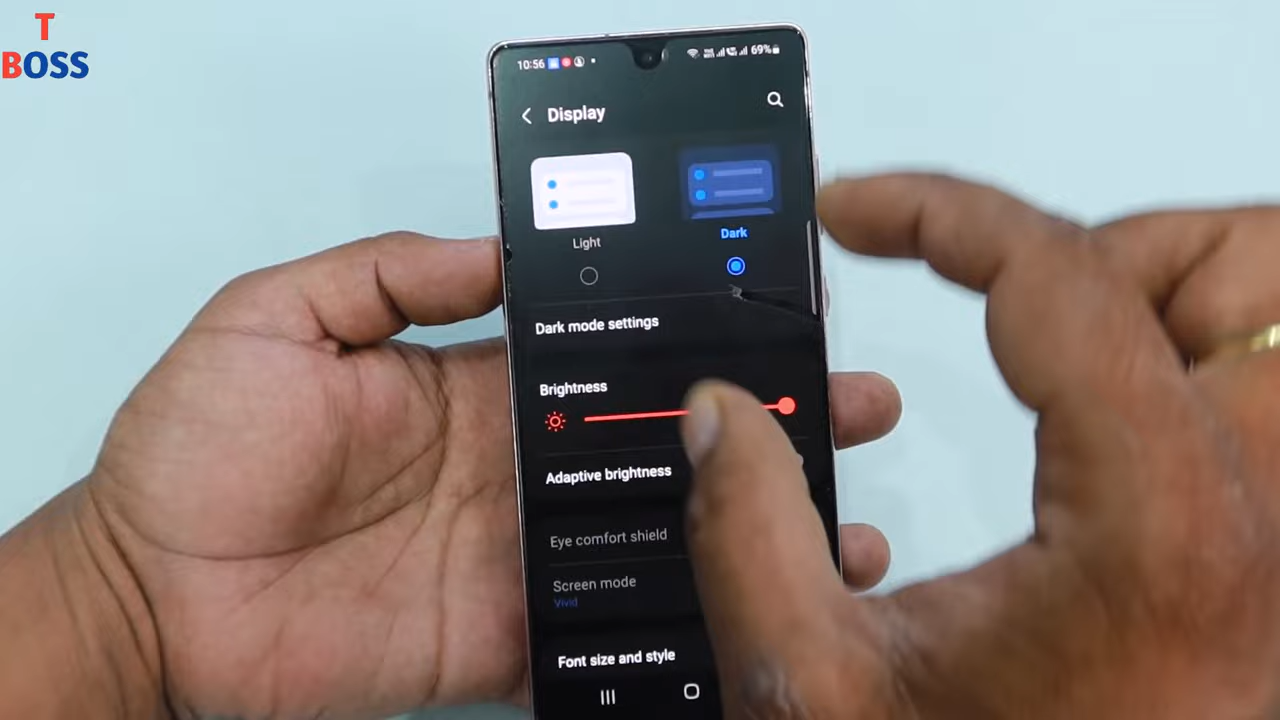 T
BOSS
10:56
69%
Display
Light
Dark
Dark mode settings
Brightness
Adaptive brightness
Eye comfort shield
Screen mode
Vivid
Font size and style